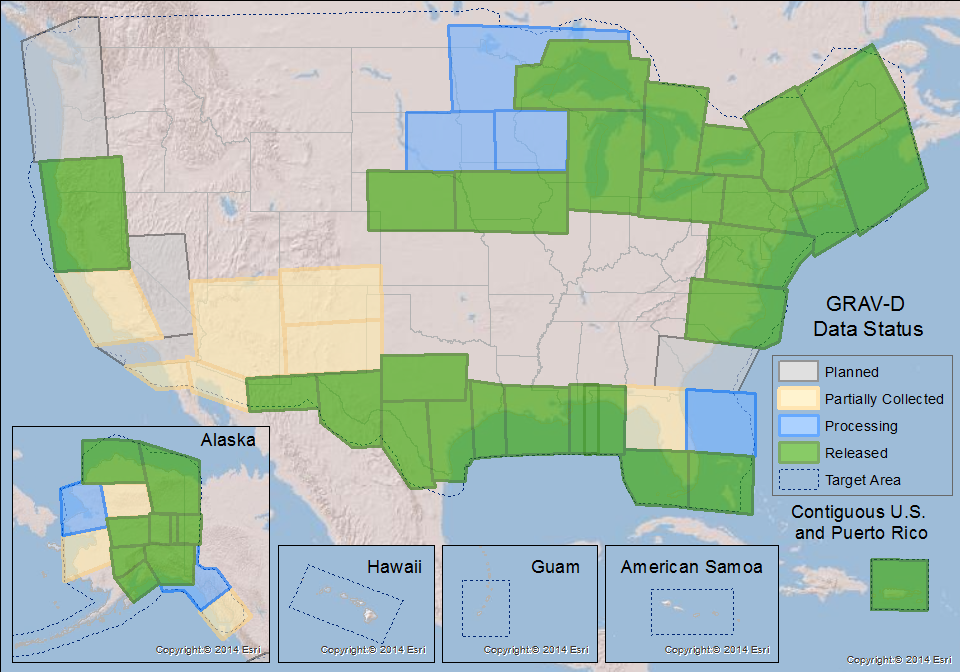 GRAV-D
Data Status
Planned
Partially Collected
Processing
Released
Target Area
Contiguous U.S.
and Puerto Rico
Alaska
Copyright:© 2014 Esri
Hawaii
Copyright:© 2014 Esri
Guam
Copyright:© 2014 Esri
American Samoa
Copyright:© 2014 Esri
Copyright:© 2014 Esri